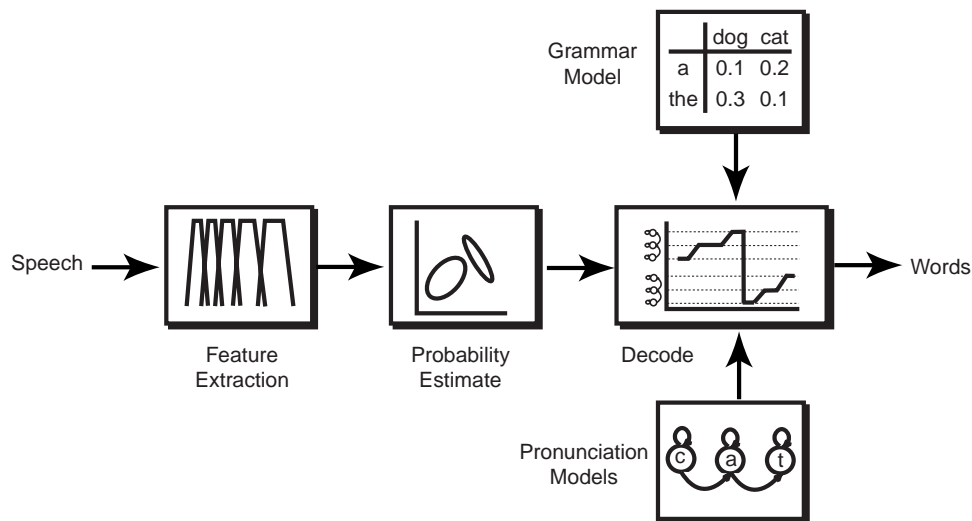 Grammar
Model
dog cat
a 0.1 0.2
the 0.3 0.1
Speech
Words
Feature
Extraction
Probability
Estimate
Decode
Pronunciation
Models
c a t